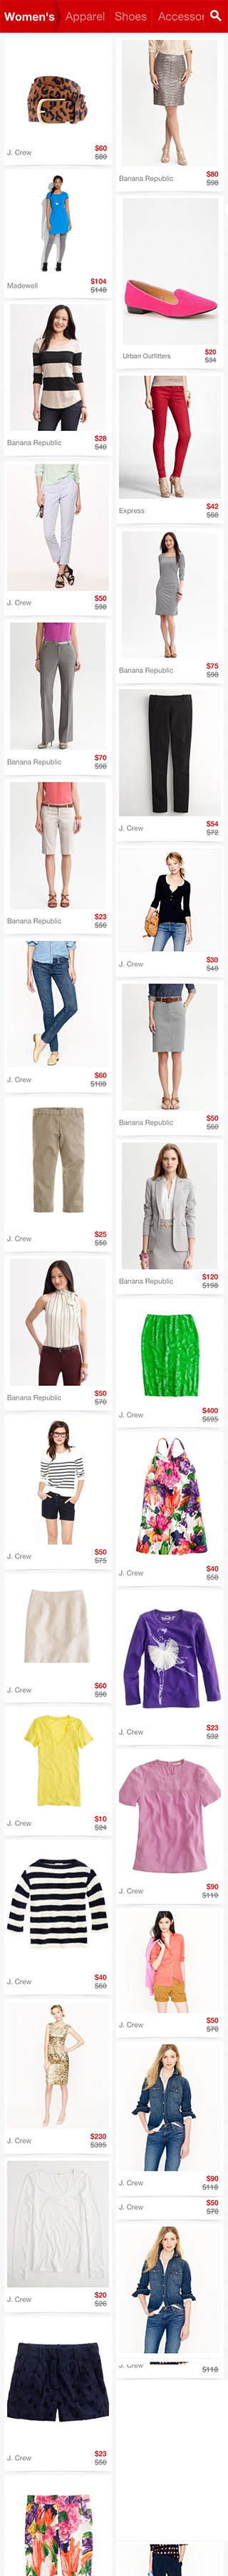 Women's Apparel Shoes Accessor
J. Crew $60
$80
Madewell $104
$148
Banana Republic $28
$40
J. Crew $50
$98
Banana Republic $70
$98
Banana Republic $23
$50
J. Crew $60
$108
J. Crew $25
$50
Banana Republic $50
$70
J. Crew $50
$75
J. Crew $60
$90
J. Crew $10
$24
J. Crew $40
$60
J. Crew $230
$395
J. Crew $20
$26
J. Crew $23
$50
Banana Republic $80
$98
Urban Outfitters $20
$34
Express $42
$60
Banana Republic $75
$98
J. Crew $54
$72
J. Crew $30
$48
Banana Republic $50
$60
Banana Republic $120
$198
J. Crew $400
$695
J. Crew $40
$58
J. Crew $23
$32
J. Crew $90
$110
J. Crew $50
$70
J. Crew $90
$118
J. Crew $50
$70
J. Crew
$118